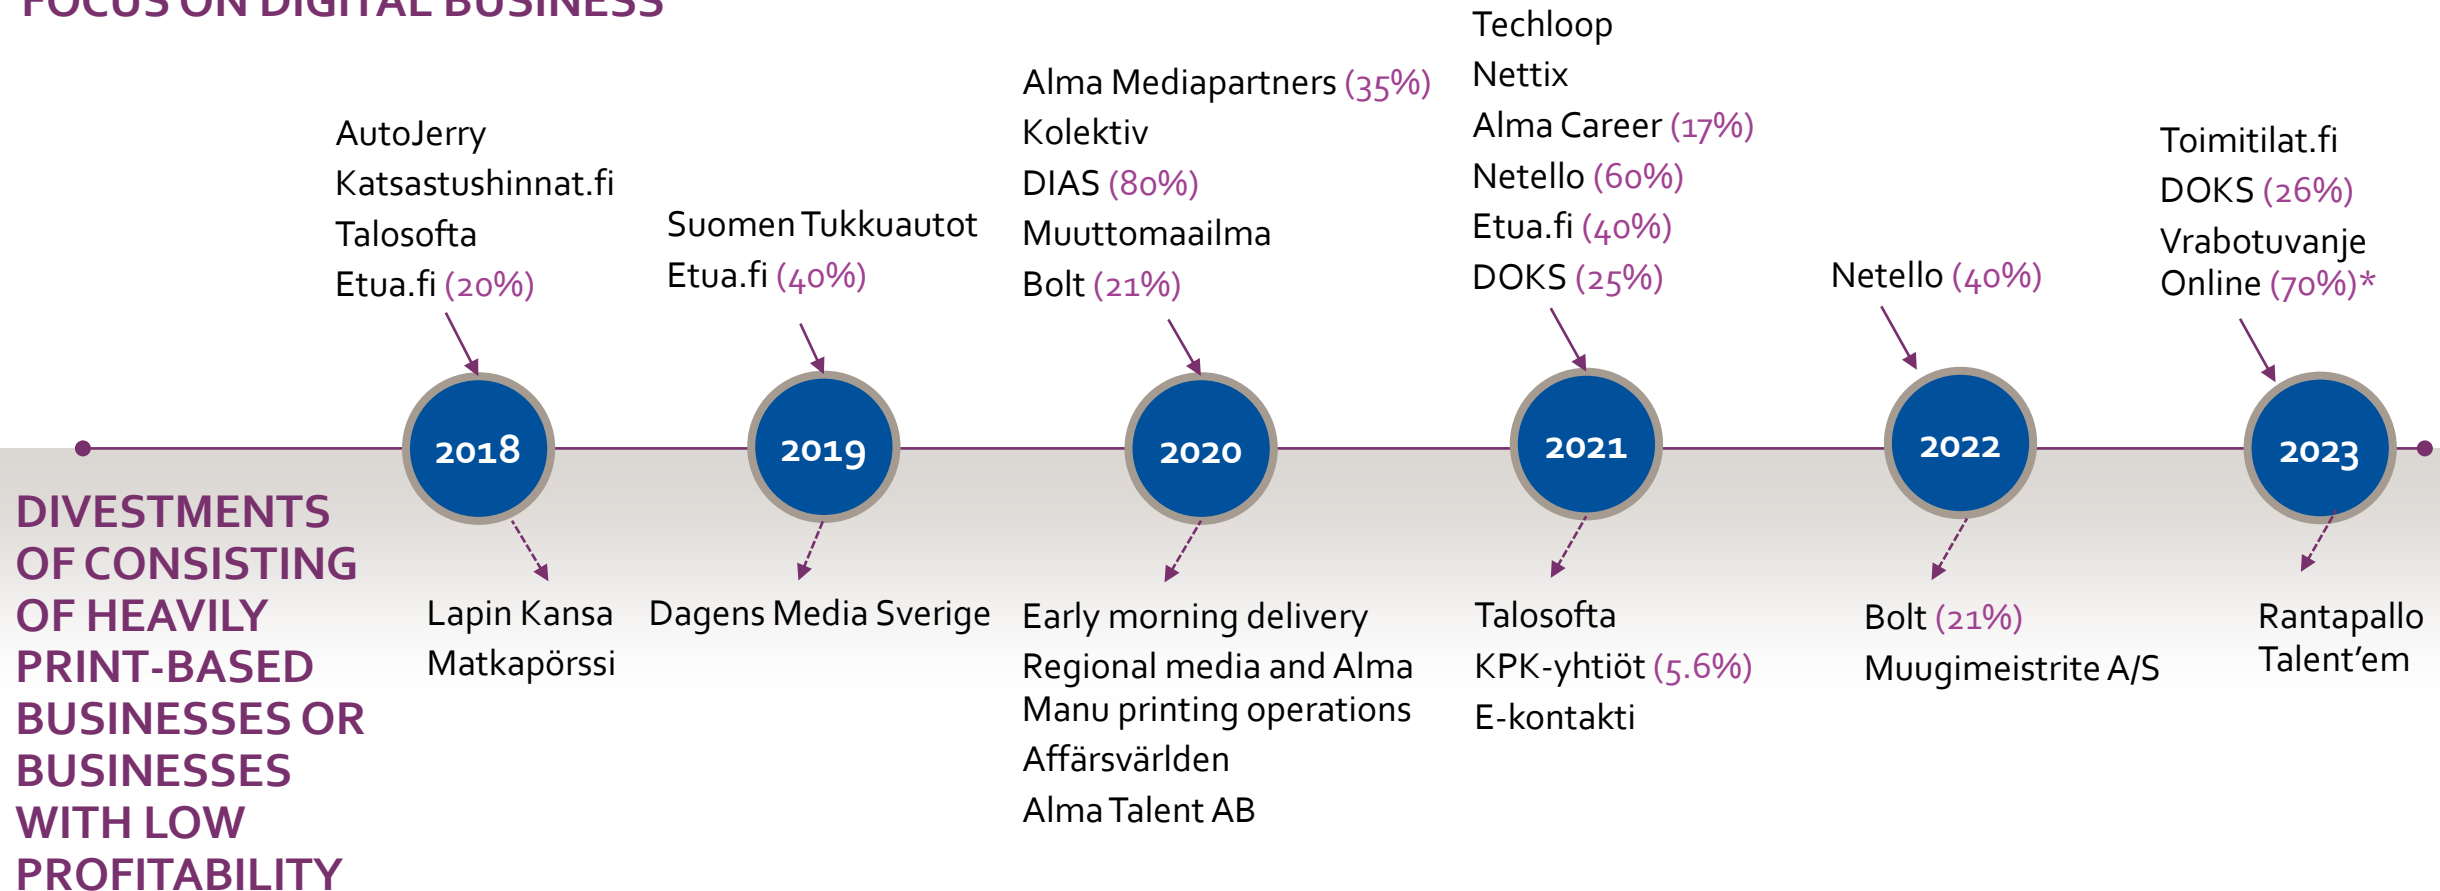 FOCUS ON DIGITAL BUSINESS
AutoJerry
Katsastushinnat.fi
Talosofta
Etua.fi (20%)
Suomen Tukkuautot
Etua.fi (40%)
Alma Mediapartners (35%)
Kolektiv
DIAS (80%)
Muuttomaailma
Bolt (21%)
Techloop
Nettix
Alma Career (17%)
Netello (60%)
Etua.fi (40%)
DOKS (25%)
Netello (40%)
Toimitilat.fi
DOKS (26%)
Vrabotuvanje
Online (70%)*
2018
2019
2020
2021
2022
2023
DIVESTMENTS
OF CONSISTING
OF HEAVILY
PRINT-BASED
BUSINESSES OR
BUSINESSES
WITH LOW
PROFITABILITY
Lapin Kansa
Matkapörssi
Dagens Media Sverige
Early morning delivery
Regional media and Alma
Manu printing operations
Affärsvärlden
Alma Talent AB
Talosofta
KPK-yhtiöt (5.6%)
E-kontakti
Bolt (21%)
Muugimeistrite A/S
Rantapallo
Talent’em